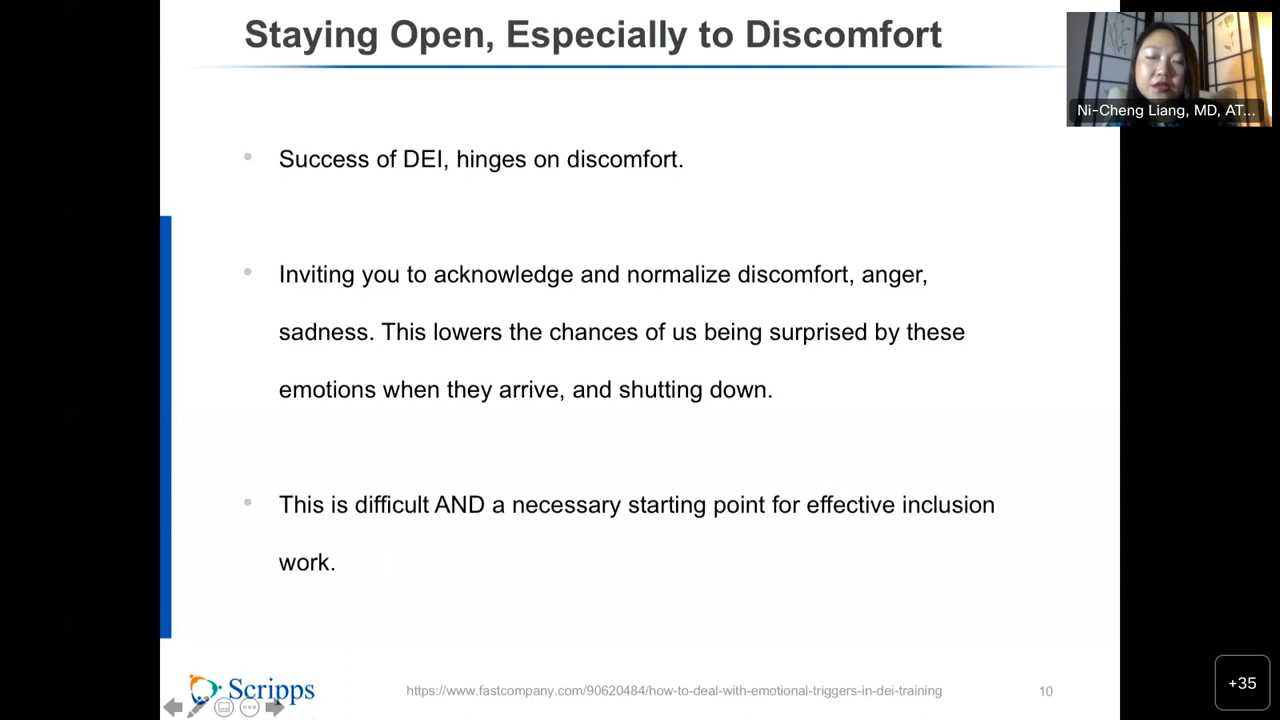 Staying Open, Especially to Discomfort
Ni-Cheng Liang, MD, AT...
Success of DEI, hinges on discomfort.
Inviting you to acknowledge and normalize discomfort, anger,
sadness. This lowers the chances of us being surprised by these
emotions when they arrive, and shutting down.
This is difficult AND a necessary starting point for effective inclusion
work.
Scripps
https://www.fastcompany.com/90620484/how-to-deal-with-emotional-triggers-in-dei-training
10
+35